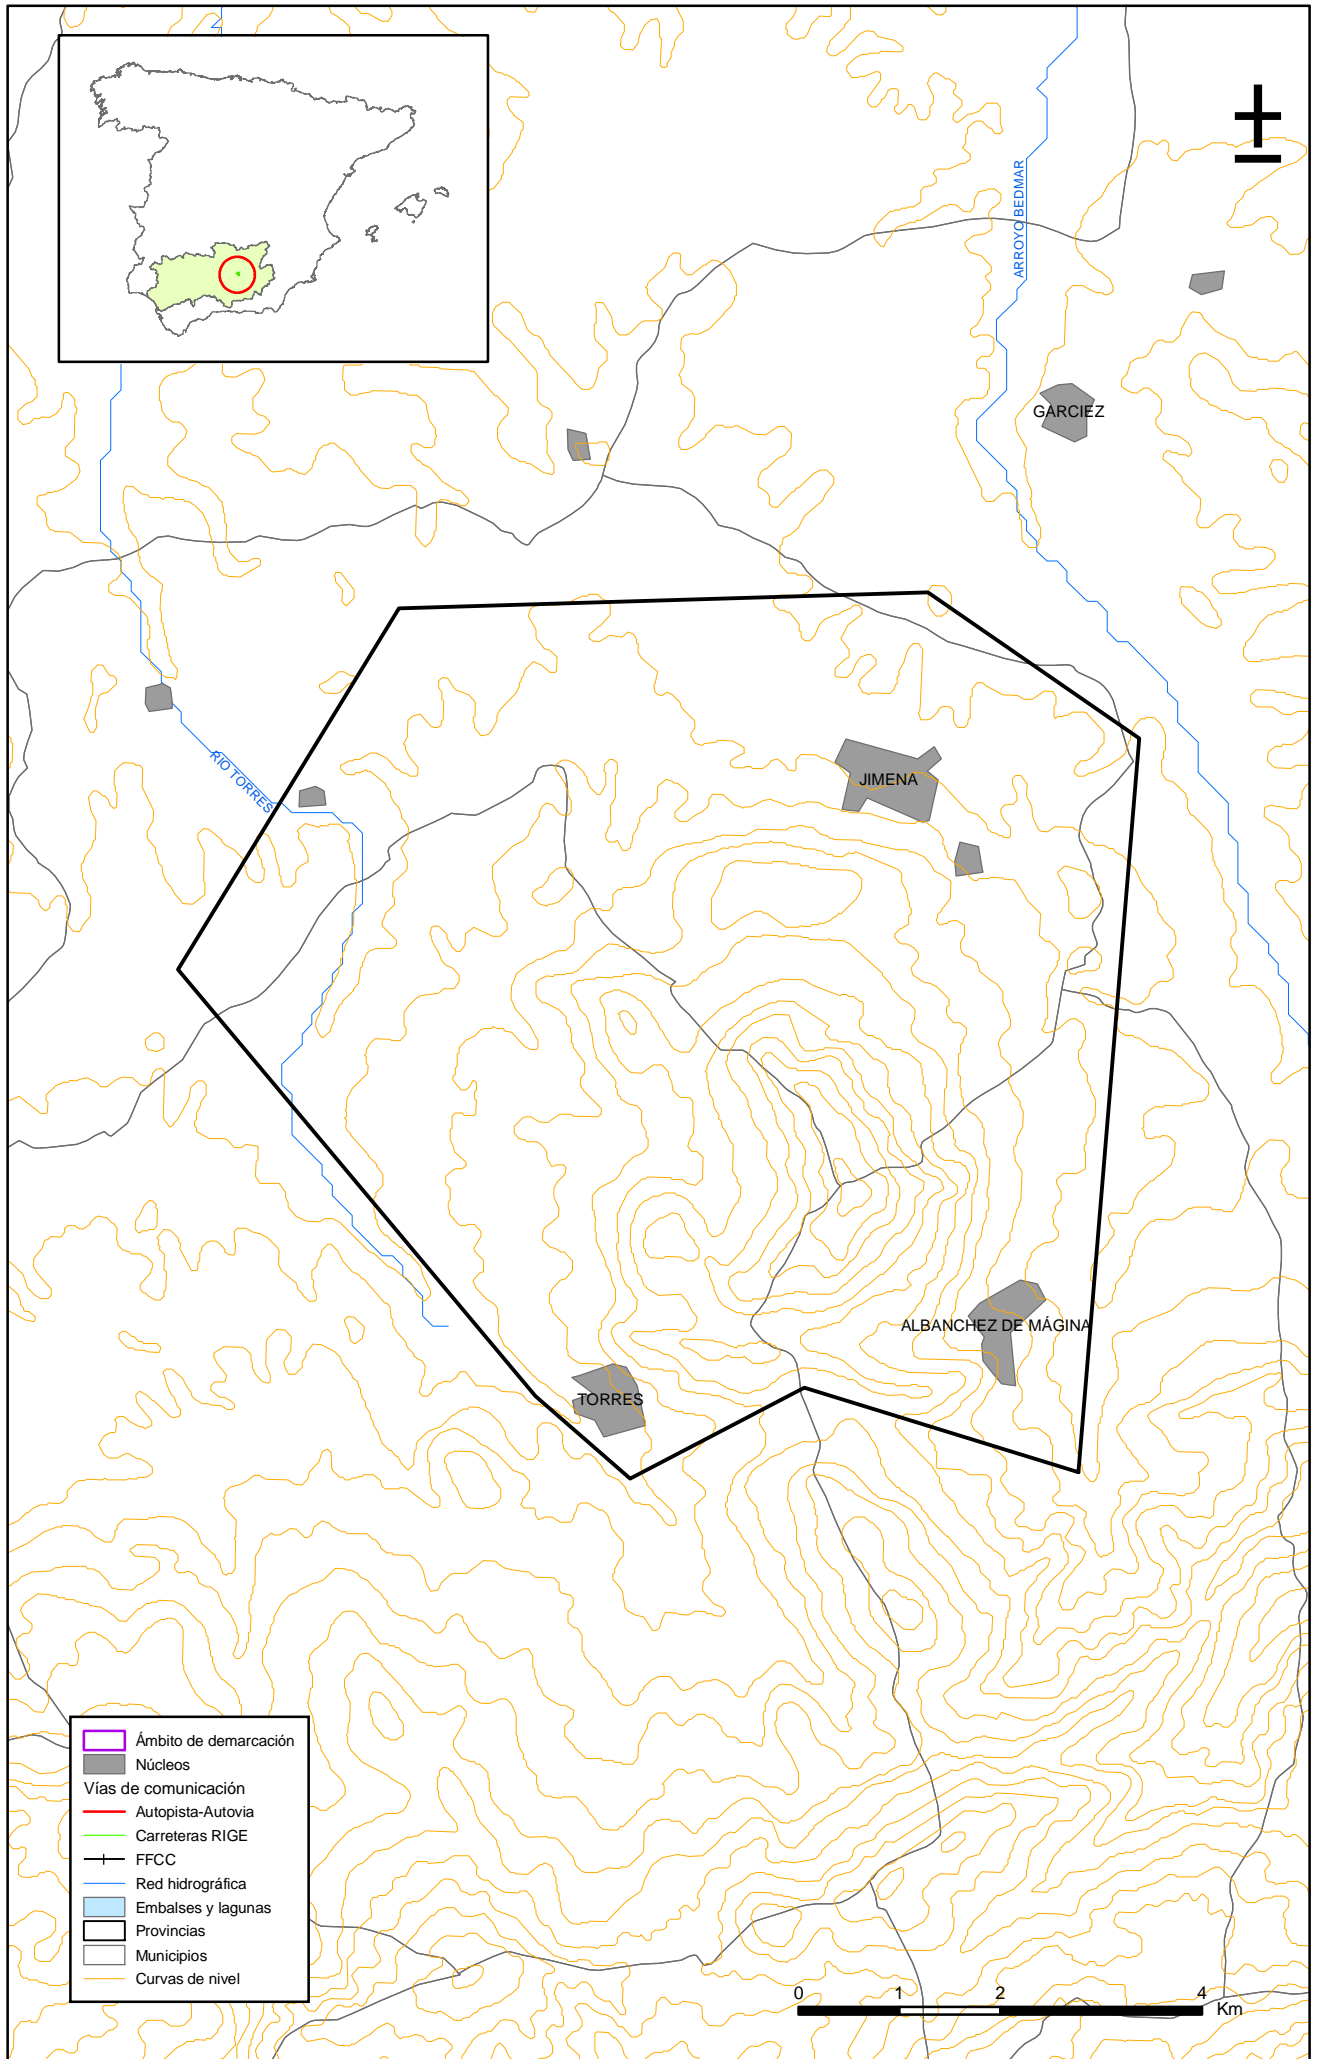 ARROYO BEDMAR
GARCIEZ
RIO TORRES
JIMENA
ALBANCHEZ DE MÁGINA
TORRES
Ámbito de demarcación
Núcleos
Vías de comunicación
Autopista-Autovia
Carreteras RIGE
FFCC
Red hidrográfica
Embalses y lagunas
Provincias
Municipios
Curvas de nivel
0 1 2 4
Km